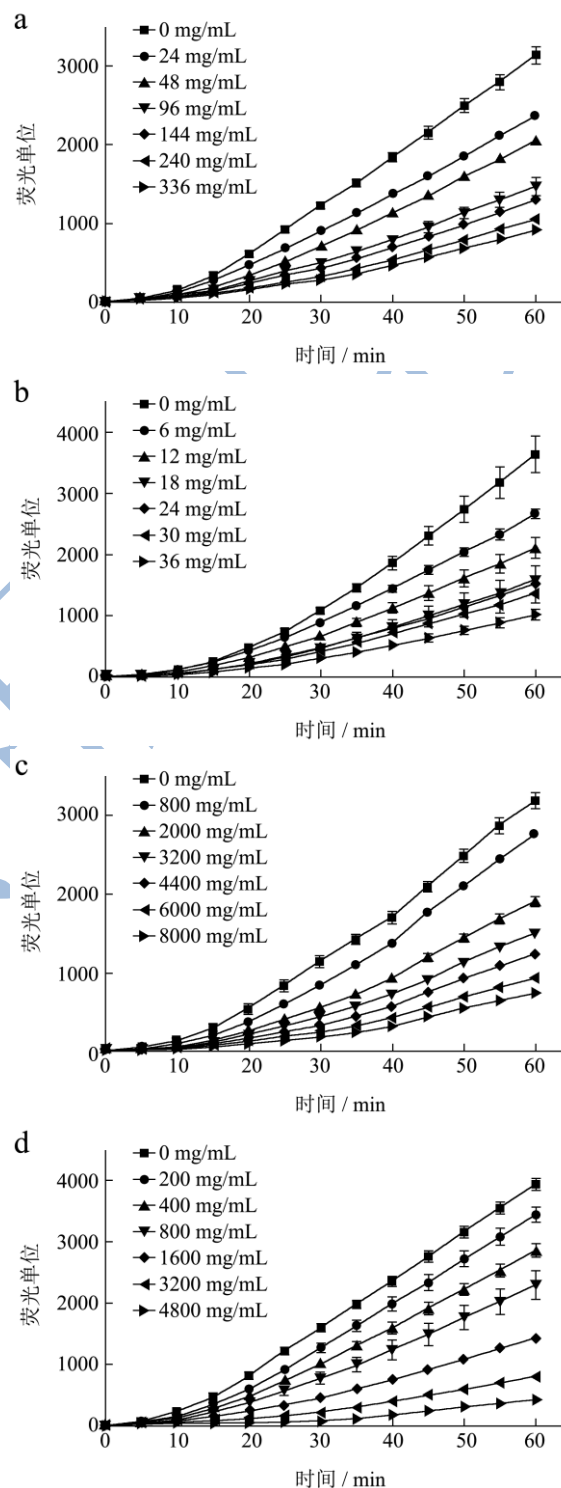 a
0 mg/mL
24 mg/mL
48 mg/mL
96 mg/mL
144 mg/mL
240 mg/mL
336 mg/mL
3000
2000
1000
0
荧光单位
0 10 20 30 40 50 60
时间 / min
b
0 mg/mL
6 mg/mL
12 mg/mL
18 mg/mL
24 mg/mL
30 mg/mL
36 mg/mL
4000
3000
2000
1000
0
荧光单位
0 10 20 30 40 50 60
时间 / min
c
0 mg/mL
800 mg/mL
2000 mg/mL
3200 mg/mL
4400 mg/mL
6000 mg/mL
8000 mg/mL
3000
2000
1000
0
荧光单位
0 10 20 30 40 50 60
时间 / min
d
0 mg/mL
200 mg/mL
400 mg/mL
800 mg/mL
1600 mg/mL
3200 mg/mL
4800 mg/mL
4000
3000
2000
1000
0
荧光单位
0 10 20 30 40 50 60
时间 / min